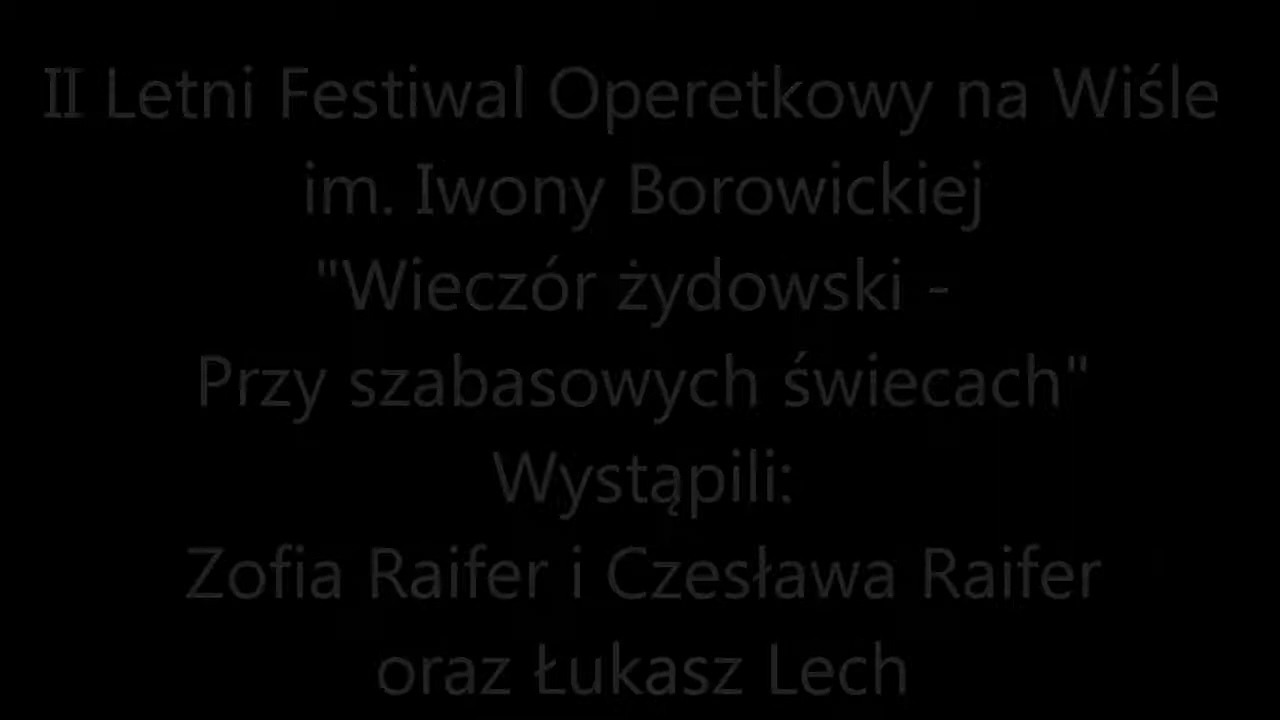 II Letni Festiwal Operetkowy na Wiśle
im. Iwony Borowickiej
"Wieczór żydowski -
Przy szabasowych świecach"
Wystąpili:
Zofia Raifer i Czesława Raifer
oraz Łukasz Lech